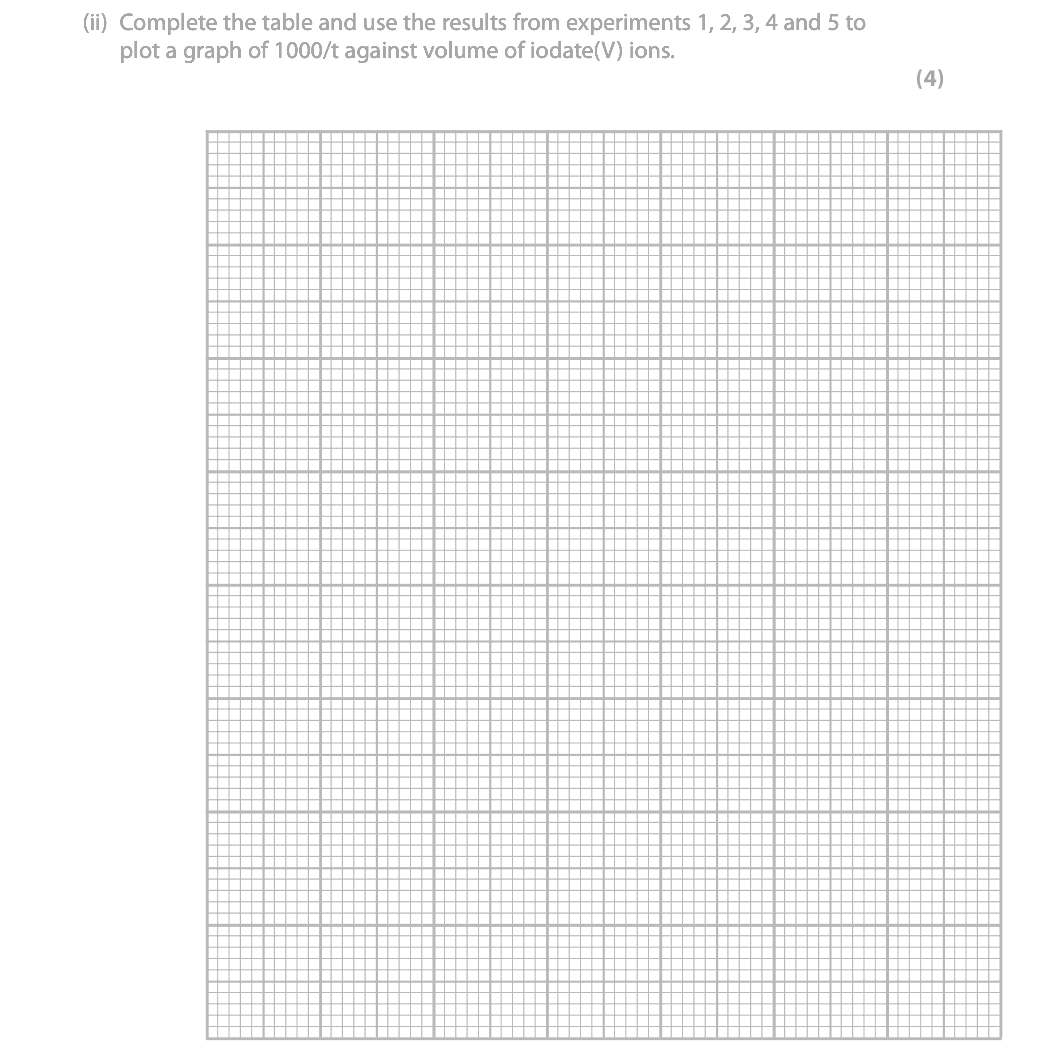 (ii) Complete the table and use the results from experiments 1, 2, 3, 4 and 5 to
plot a graph of 1000/t against volume of iodate(V) ions.
(4)